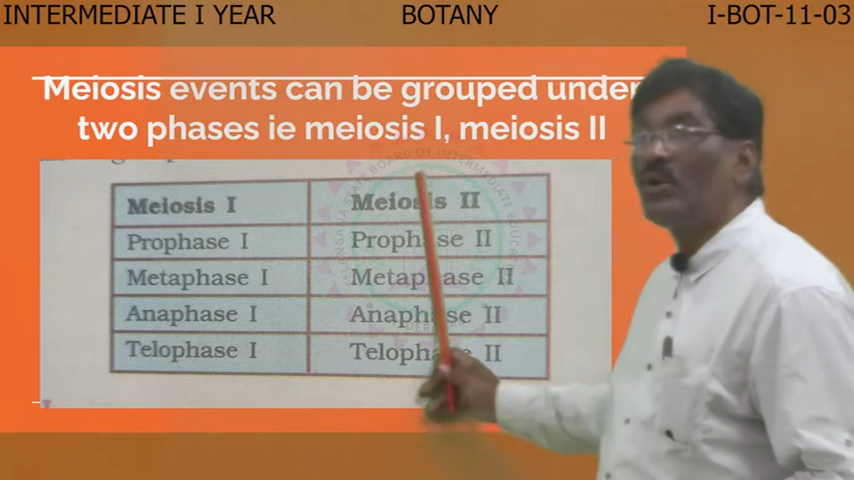 INTERMEDIATE I YEAR BOTANY I-BOT-11-03
Meiosis events can be grouped under
two phases ie meiosis I, meiosis II
Meiosis I Meiosis II
Prophase I Prophase II
Metaphase I Metaphase II
Anaphase I Anaphase II
Telophase I Telophase II